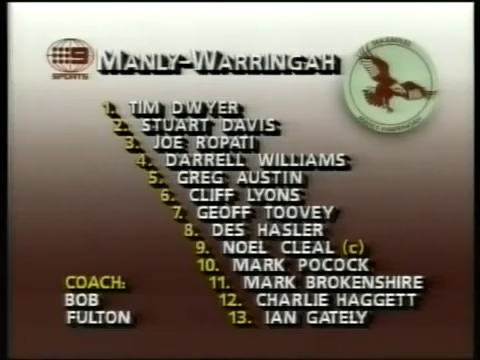 9
SPORTS
MANLY-WARRINGAH
1. TIM DWYER
2. STUART DAVIS
3. JOE ROPATI
4. DARRELL WILLIAMS
5. GREG AUSTIN
6. CLIFF LYONS
7. GEOFF TOOVEY
8. DES HASLER
9. NOEL CLEAL (c)
10. MARK POCOCK
11. MARK BROKENSHIRE
12. CHARLIE HAGGETT
13. IAN GATELY
COACH:
BOB
FULTON